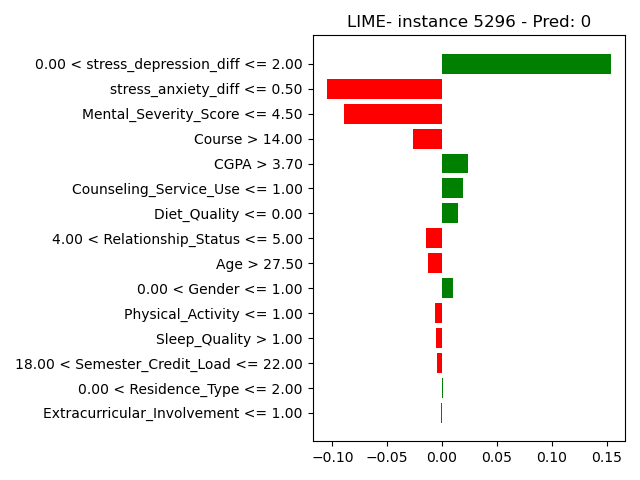 LIME- instance 5296 - Pred: 0
0.00 < stress_depression_diff <= 2.00
stress_anxiety_diff <= 0.50
Mental_Severity_Score <= 4.50
Course > 14.00
CGPA > 3.70
Counseling_Service_Use <= 1.00
Diet_Quality <= 0.00
4.00 < Relationship_Status <= 5.00
Age > 27.50
0.00 < Gender <= 1.00
Physical_Activity <= 1.00
Sleep_Quality > 1.00
18.00 < Semester_Credit_Load <= 22.00
0.00 < Residence_Type <= 2.00
Extracurricular_Involvement <= 1.00
−0.10 −0.05 0.00 0.05 0.10 0.15